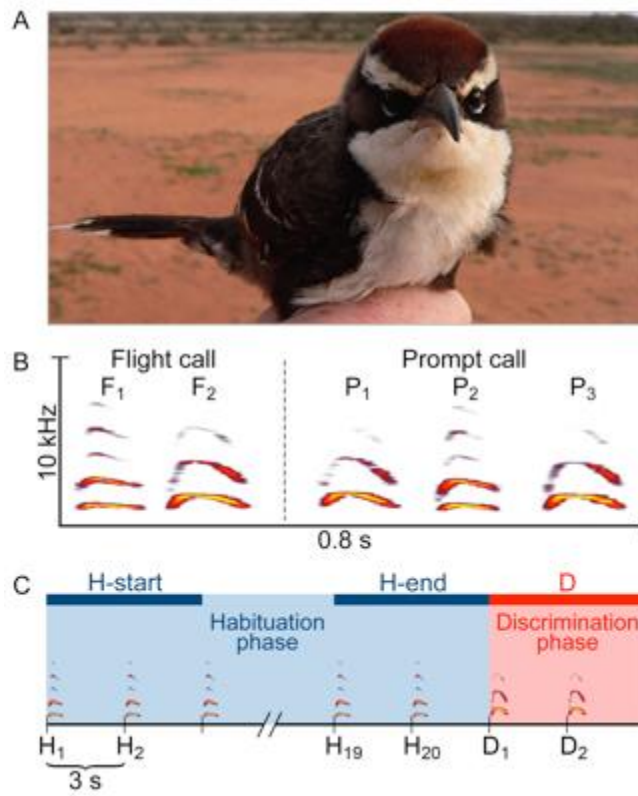 A
B
Flight call Prompt call
F1 F2 P1 P2 P3
10 kHz
0.8 s
C
H-start H-end D
Habituation phase
Discrimination phase
H1 H2 H19 H20 D1 D2
3 s